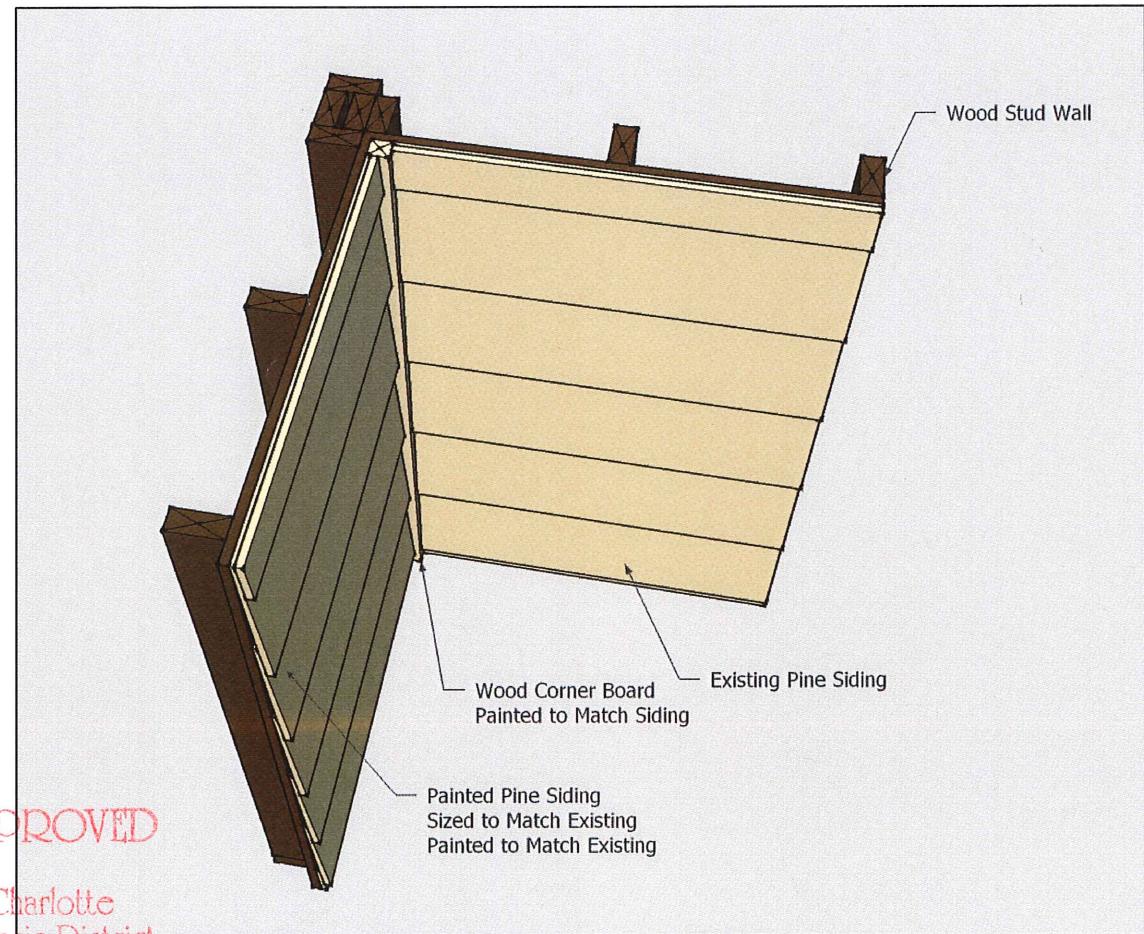 Wood Stud Wall
Existing Pine Siding
Wood Corner Board
Painted to Match Siding
Painted Pine Siding
Sized to Match Existing
Painted to Match Existing
PROVED
Charlotte
District